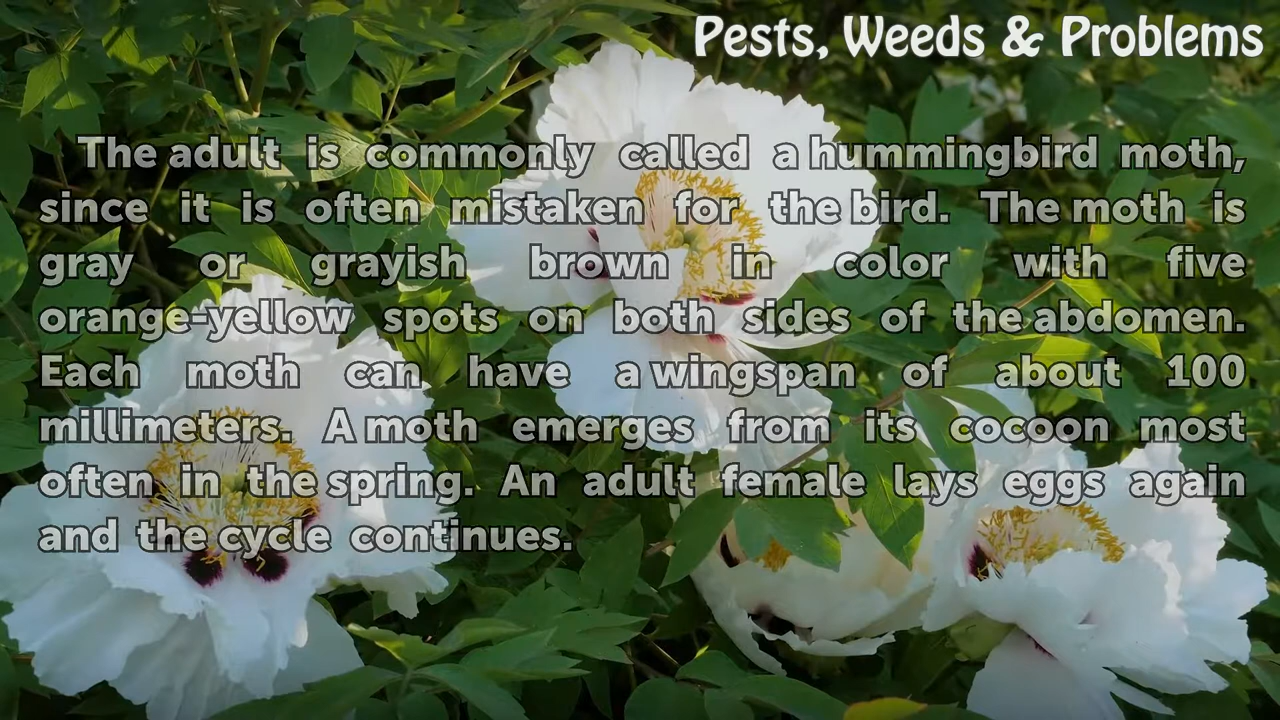 Pests, Weeds & Problems
The adult is commonly called a hummingbird moth,
since it is often mistaken for the bird. The moth is
gray or grayish brown in color with five
orange-yellow spots on both sides of the abdomen.
Each moth can have a wingspan of about 100
millimeters. A moth emerges from its cocoon most
often in the spring. An adult female lays eggs again
and the cycle continues.